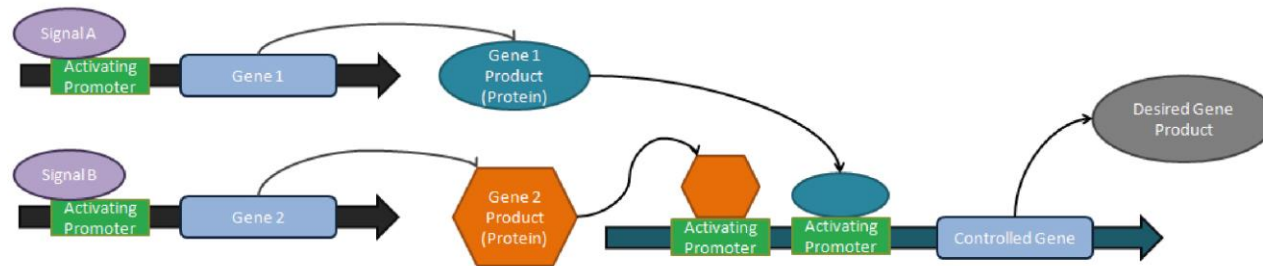 Signal A
Activating
Promoter
Gene 1
Gene 1
Product
(Protein)
Desired Gene
Product
Signal B
Activating
Promoter
Gene 2
Gene 2
Product
(Protein)
Activating
Promoter
Activating
Promoter
Controlled Gene